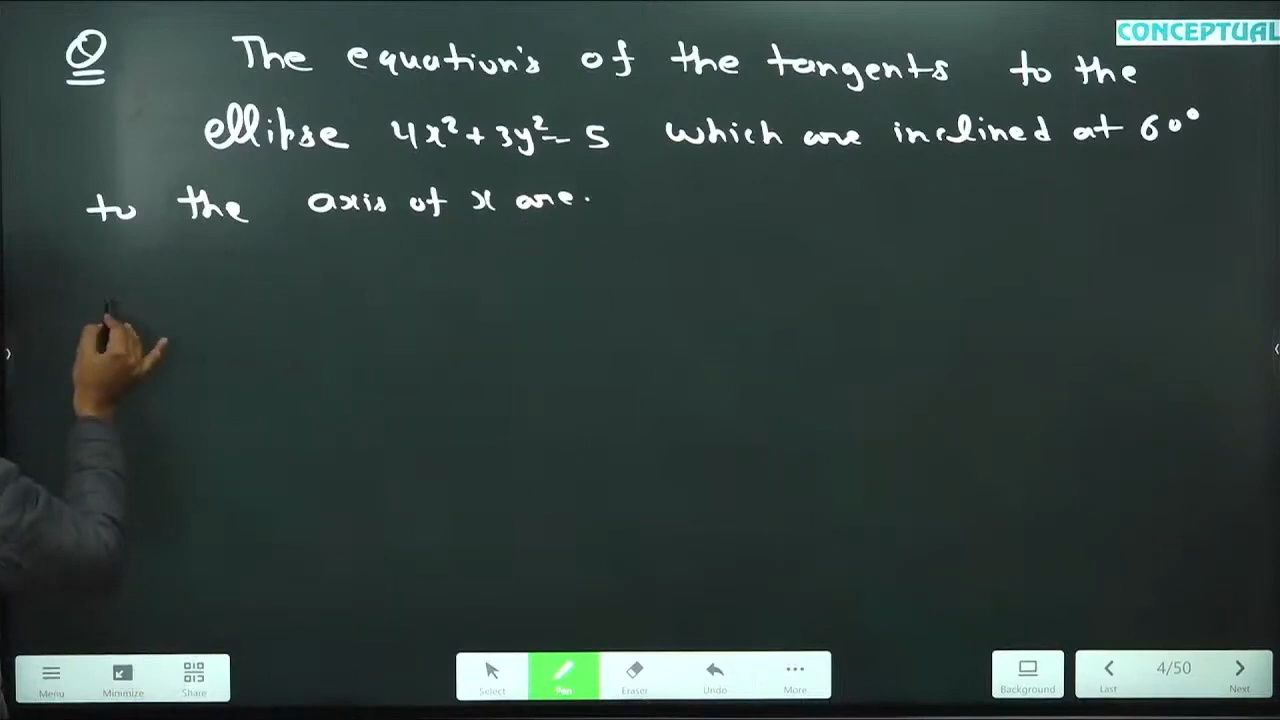 CONCEPTUAL
Q The equation's of the tangents to the
ellipse 4x²+3y²=5 which are inclined at 60°
to the axis of x are.
Menu Minimize Share Select Pen Eraser Undo More Background Last 4/50 Next